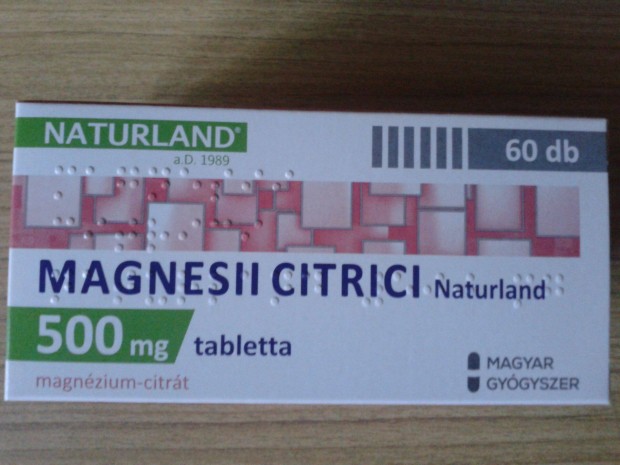 NATURLAND®
a.D. 1989
60 db
MAGNESII CITRICI Naturland
500 mg tabletta
magnézium-citrát
MAGYAR
GYÓGYSZER